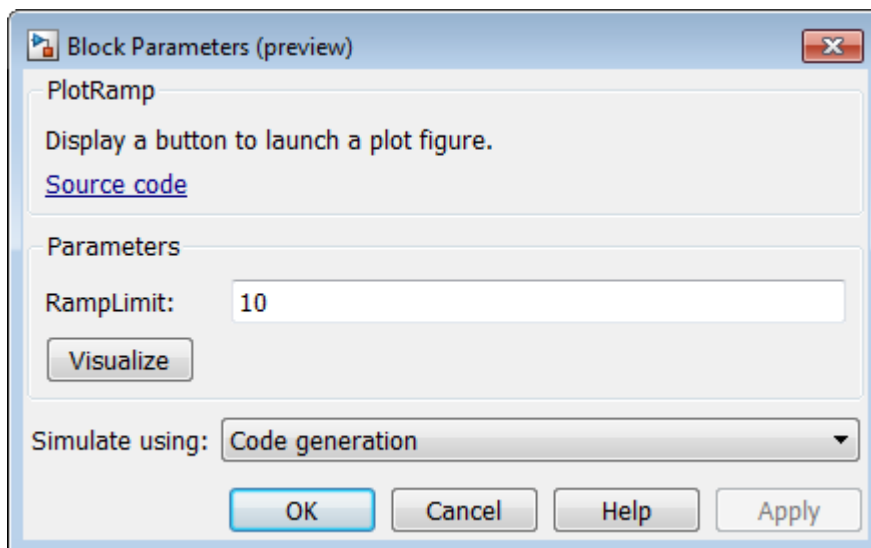 Block Parameters (preview)
PlotRamp
Display a button to launch a plot figure.
Source code
Parameters
RampLimit: 10
Visualize
Simulate using: Code generation
OK Cancel Help Apply